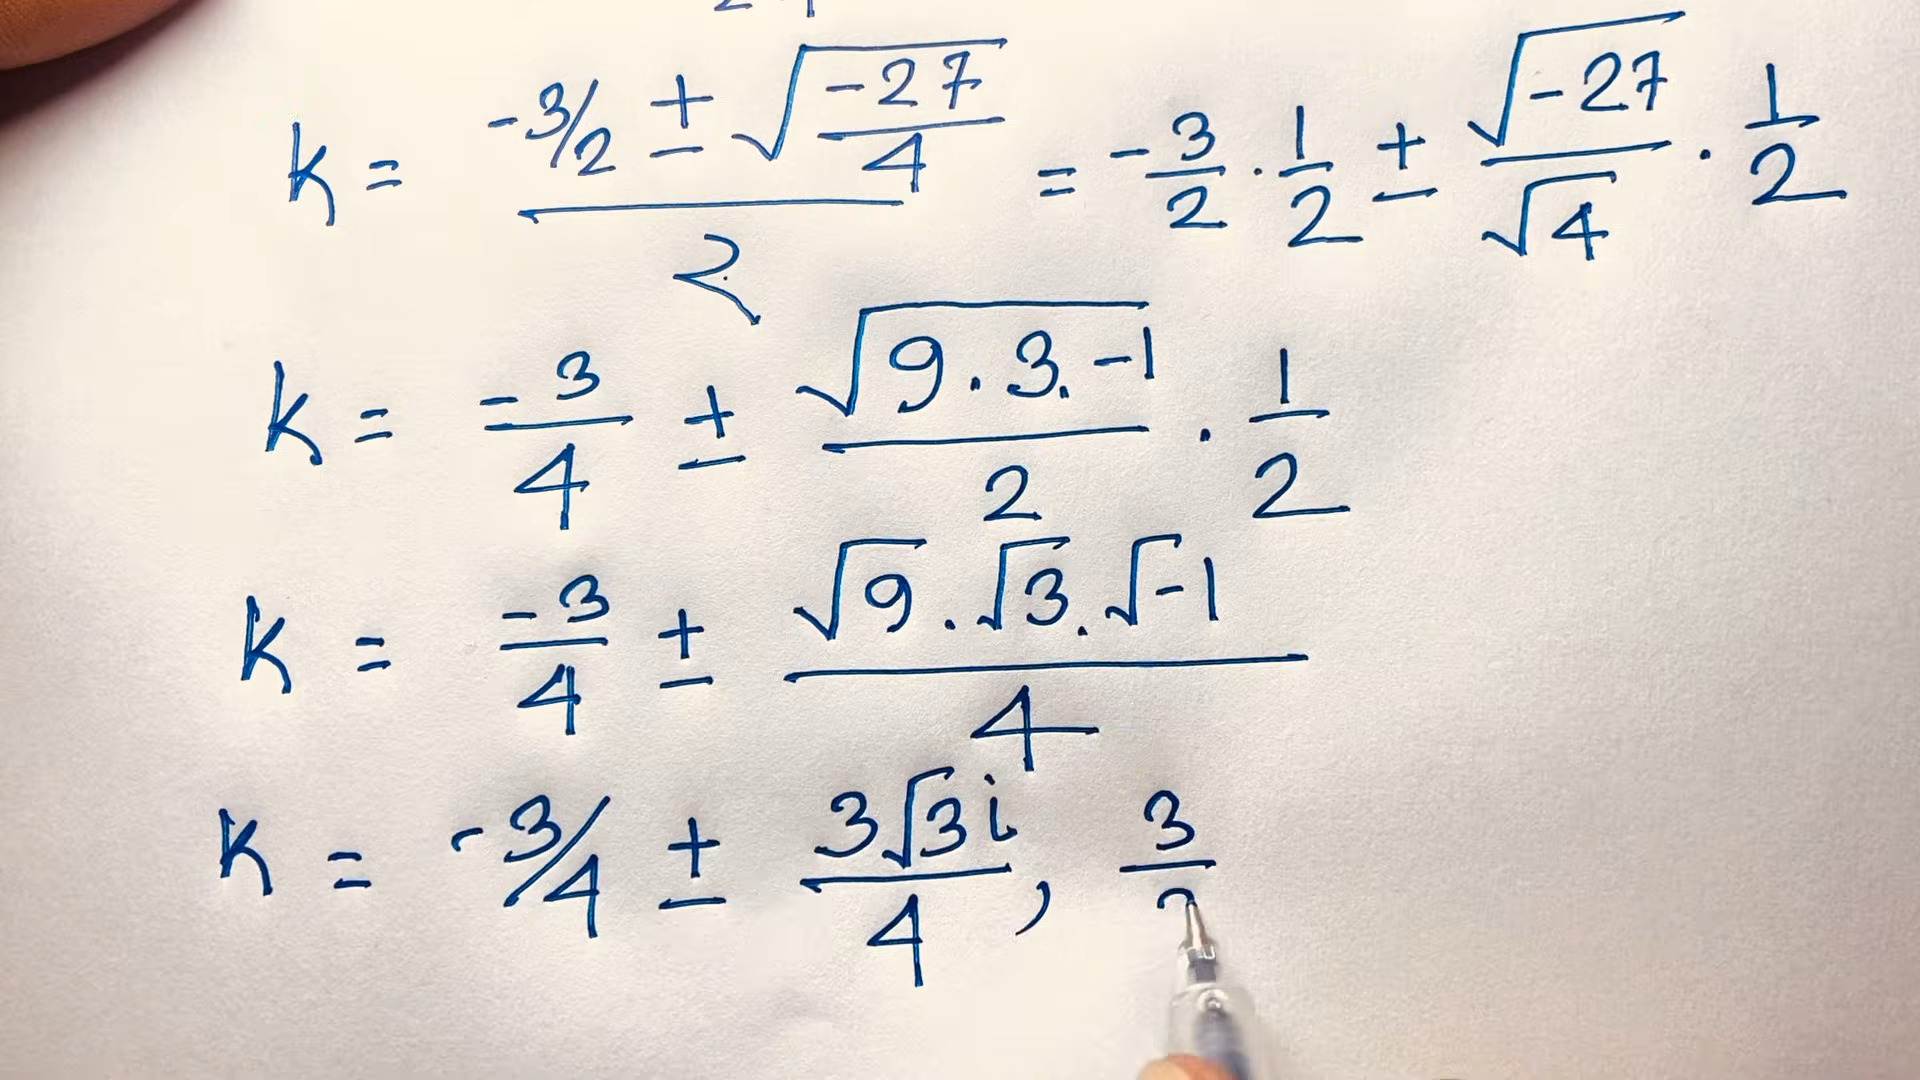 k = (-3/2 ± √(-27/4))/2 = -3/2 · 1/2 ± √-27/√4 · 1/2
k = -3/4 ± √(9·3.-1)/2 · 1/2
k = -3/4 ± (√9.√3.√-1)/4
k = -3/4 ± 3√3i/4, 3/